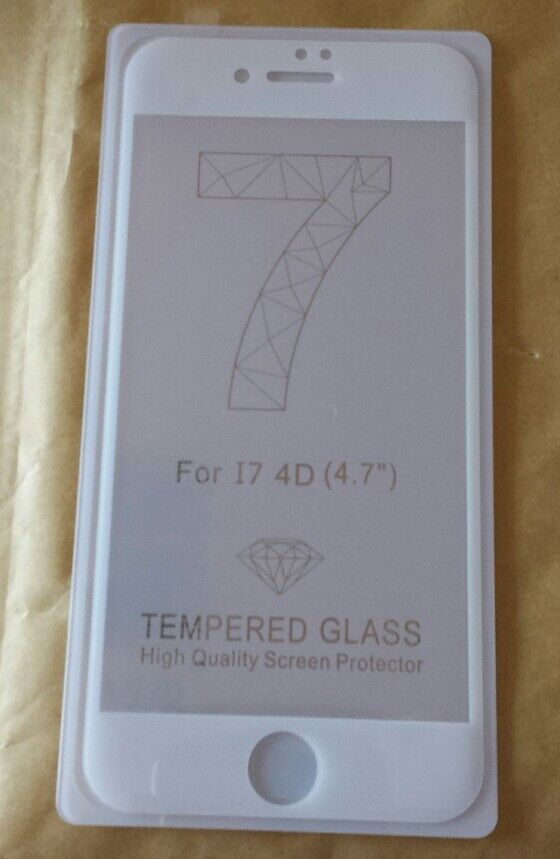 7
For I7 4D (4.7")
TEMPERED GLASS
High Quality Screen Protector